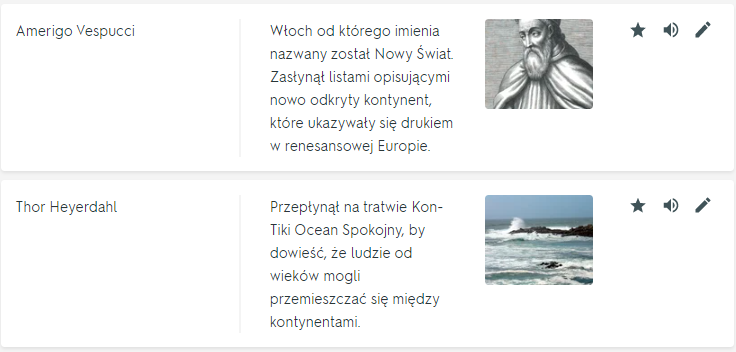 Amerigo Vespucci
Włoch od którego imienia
nazwany został Nowy Świat.
Zasłynął listami opisującymi
nowo odkryty kontynent,
które ukazywały się drukiem
w renesansowej Europie.
Thor Heyerdahl
Przepłynął na tratwie Kon-
Tiki Ocean Spokojny, by
dowieść, że ludzie od
wieków mogli
przemieszczać się między
kontynentami.